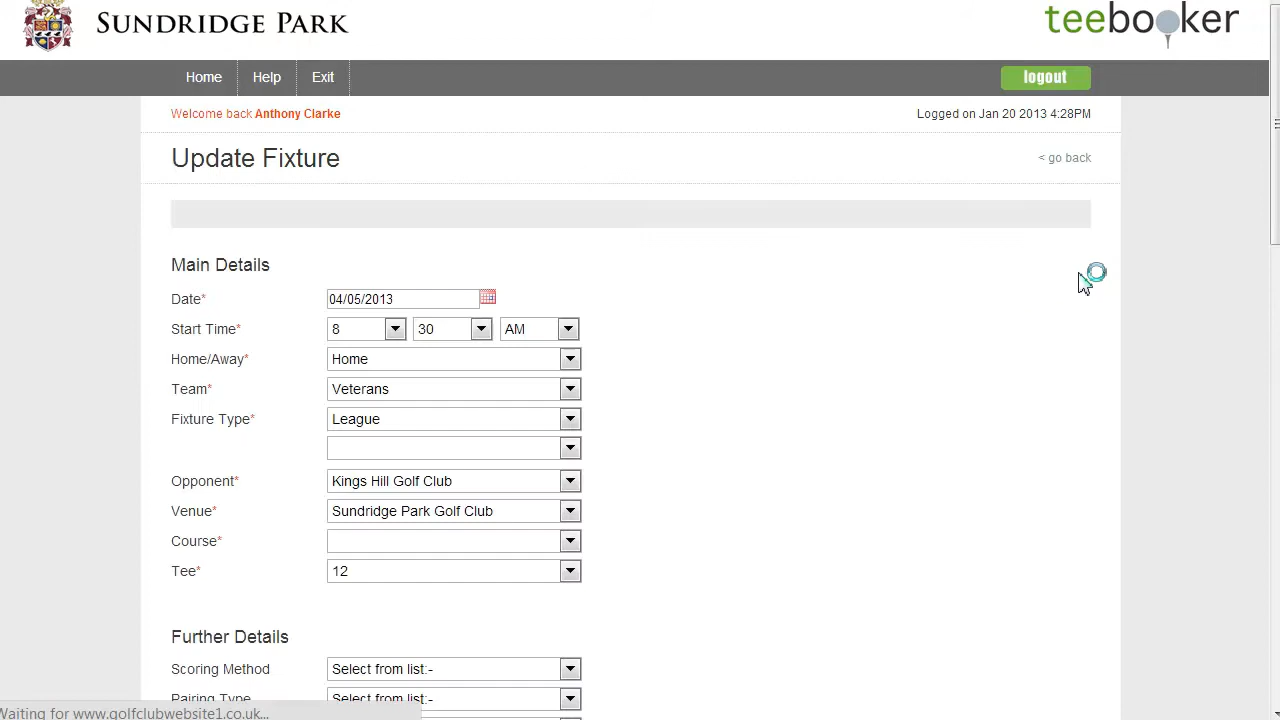 SUNDRIDGE PARK
teebooker
Home Help Exit logout
Welcome back Anthony Clarke Logged on Jan 20 2013 4:28PM
Update Fixture < go back
Main Details
Date* 04/05/2013
Start Time* 8 30 AM
Home/Away* Home
Team* Veterans
Fixture Type* League
Opponent* Kings Hill Golf Club
Venue* Sundridge Park Golf Club
Course*
Tee* 12
Further Details
Scoring Method Select from list:-
Pairing Type Select from list:-
Waiting for www.golfclubwebsite1.co.uk...